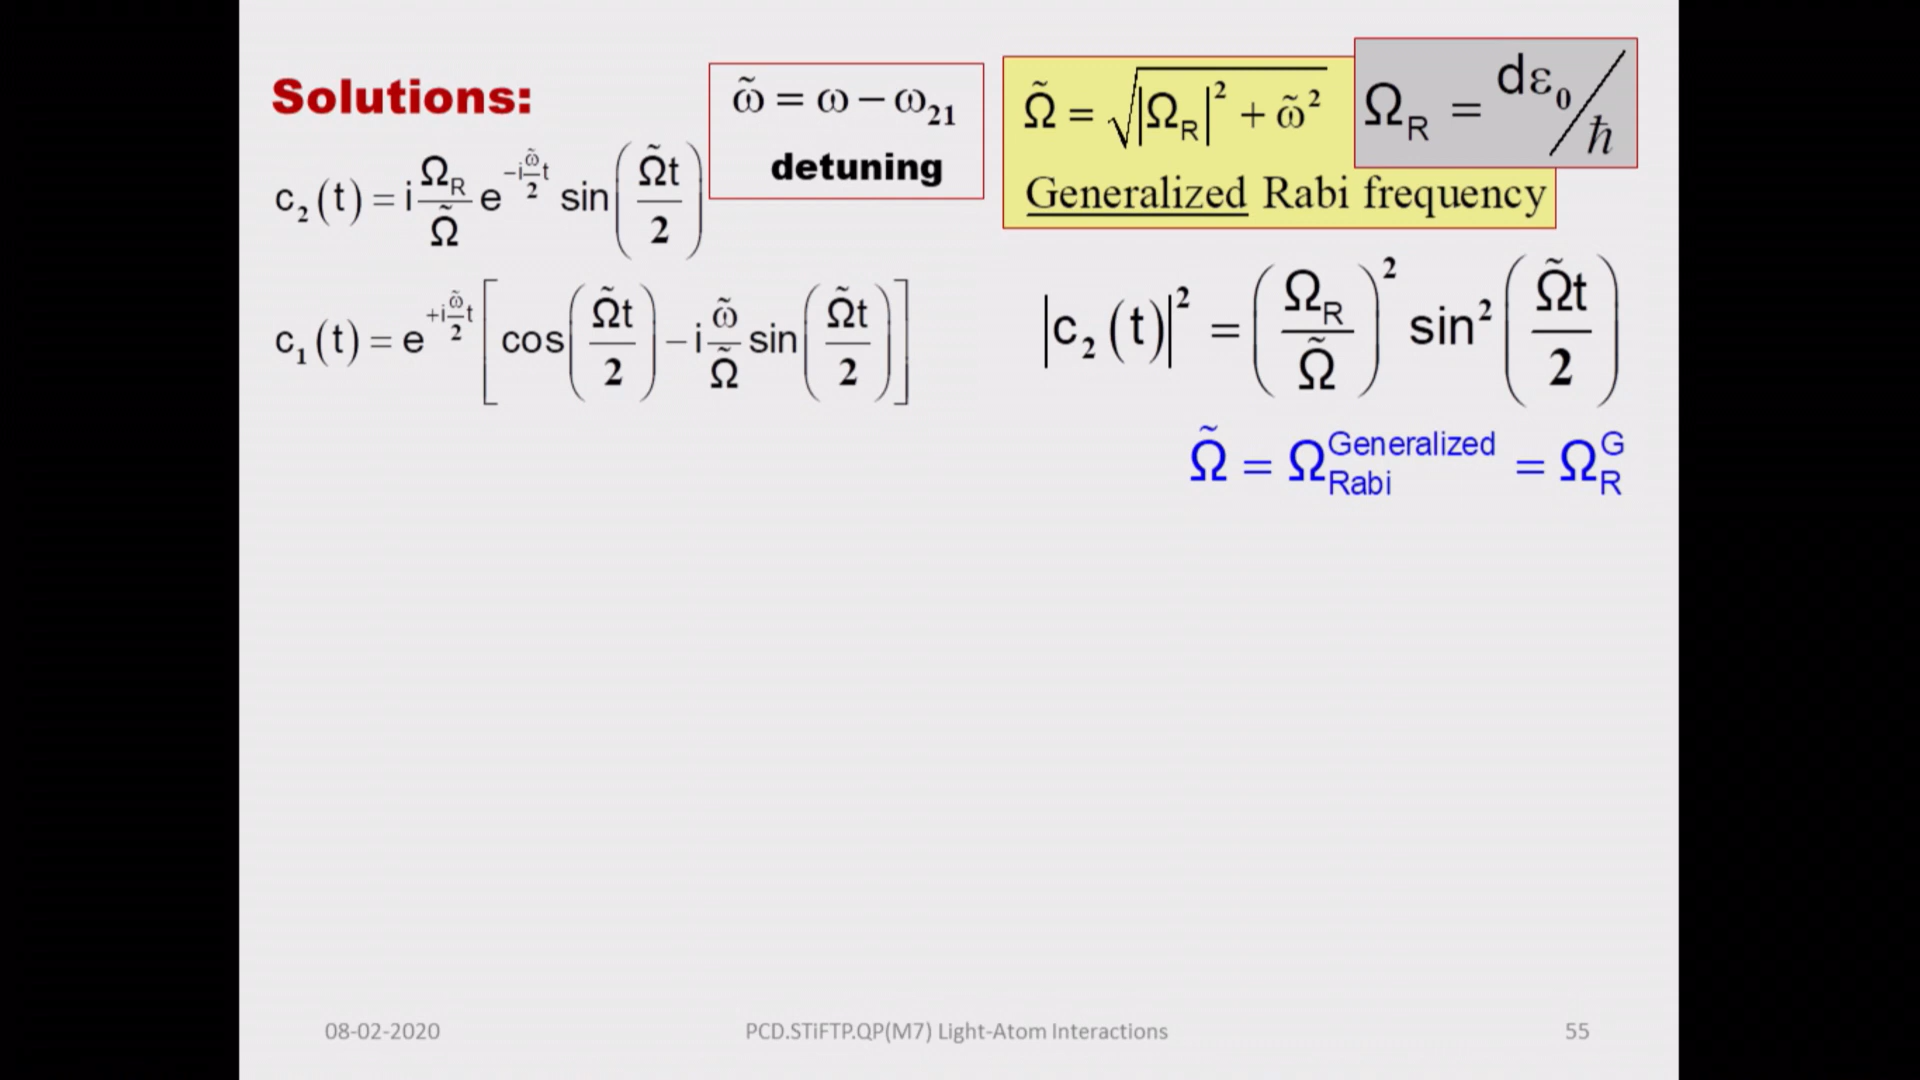 Solutions:
ω̃ = ω − ω₂₁
detuning
Ω̃ = √(|Ω_R|² + ω̃²)
Generalized Rabi frequency
Ω_R = dε₀/ħ
c₂(t) = i (Ω_R/Ω̃) e^(−i(ω̃/2)t) sin(Ω̃t/2)
c₁(t) = e^(+i(ω̃/2)t) [cos(Ω̃t/2) − i (ω̃/Ω̃) sin(Ω̃t/2)]
|c₂(t)|² = (Ω_R/Ω̃)² sin²(Ω̃t/2)
Ω̃ = Ω_Rabi^Generalized = Ω_R^G
08-02-2020
PCD.STiFTP.QP(M7) Light-Atom Interactions
55